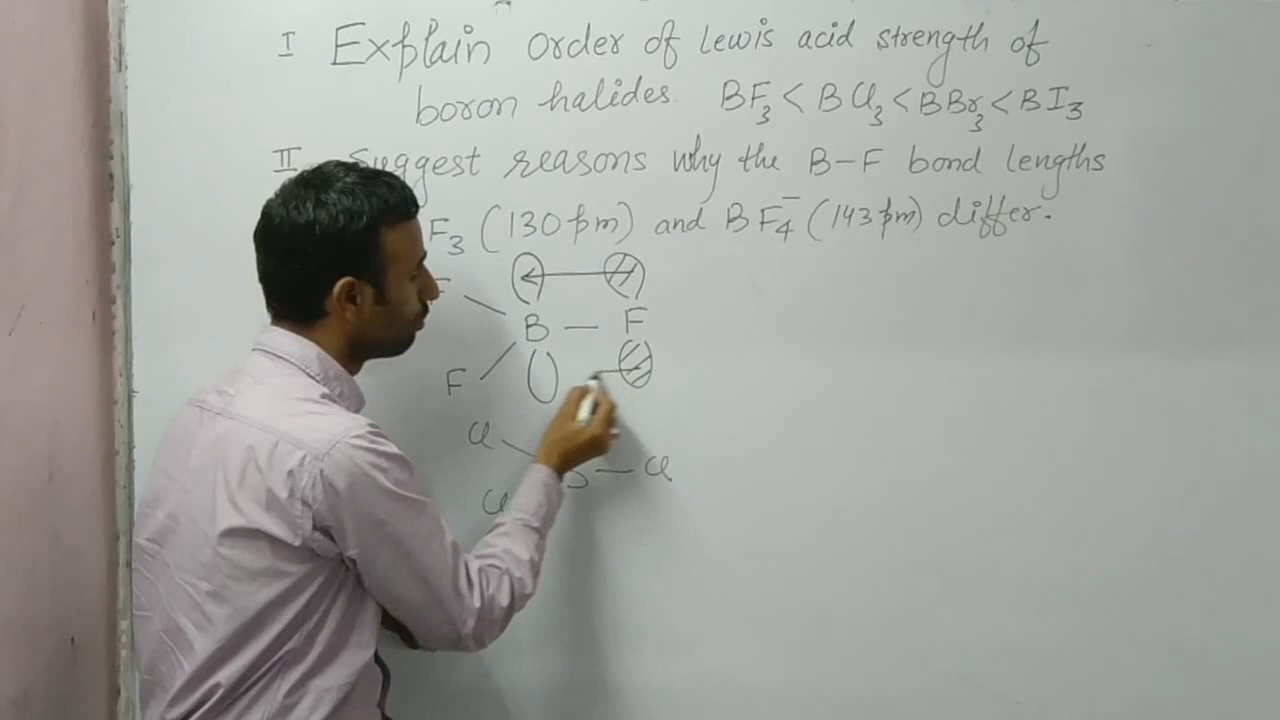 I Explain order of Lewis acid strength of
boron halides. BF₃ < BCl₃ < BBr₃ < BI₃
II Suggest reasons why the B-F bond lengths
F₃ (130 pm) and BF₄⁻ (143 pm) differ.
F
B - F
F
Cl
B - Cl
Cl